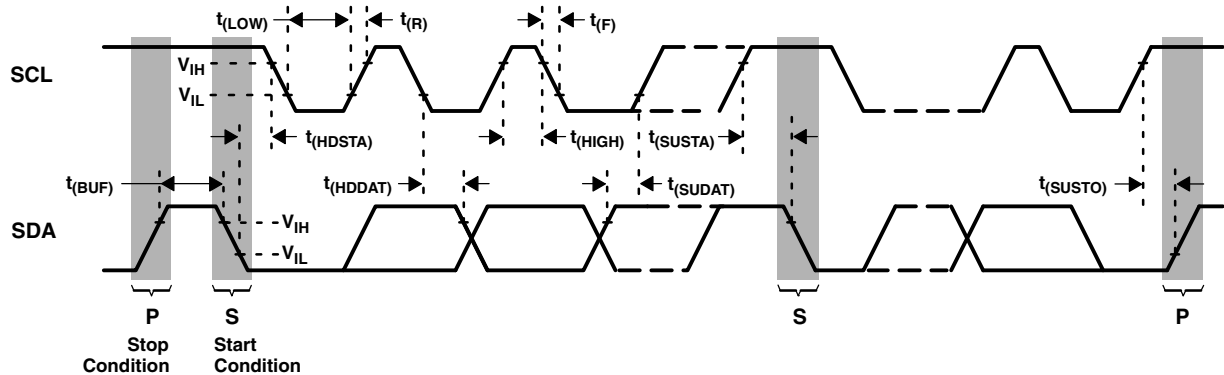 t(LOW) t(R) t(F)
SCL
VIH
VIL
t(HDSTA) t(HIGH) t(SUSTA)
t(BUF) t(HDDAT) t(SUDAT) t(SUSTO)
SDA
VIH
VIL
P S S P
Stop Start
Condition Condition